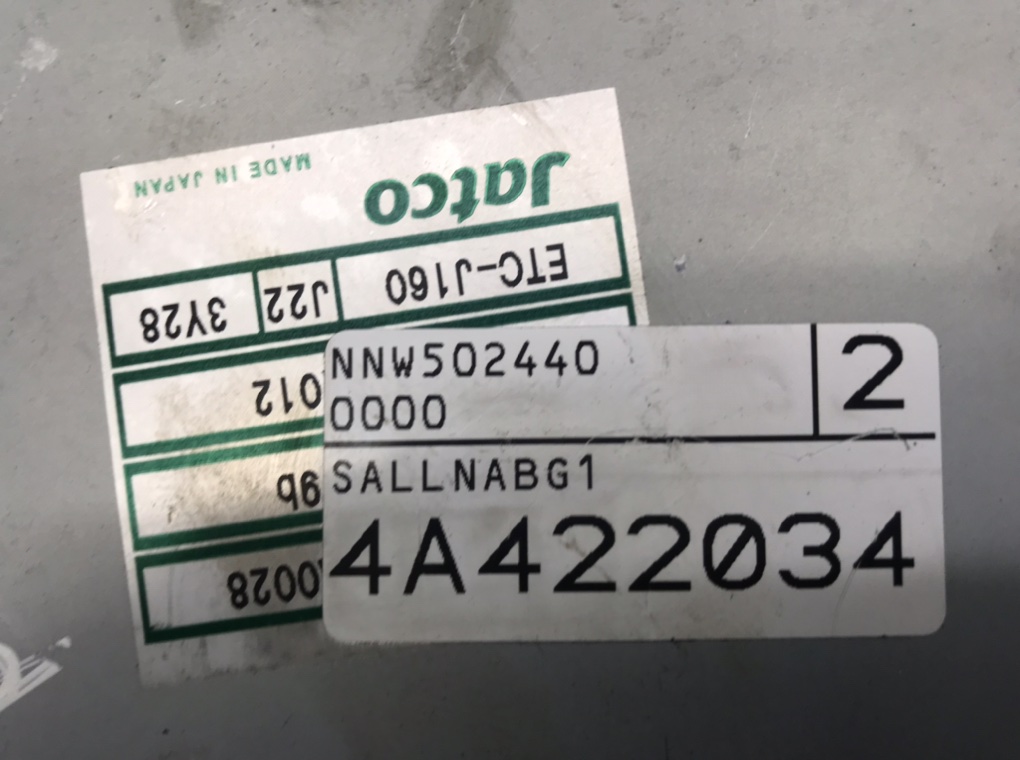 Jatco
MADE IN JAPAN
ETC-J160 J22 3Y28
012
9b
0028
NNW502440
0000
2
SALLNABG1
4A422034